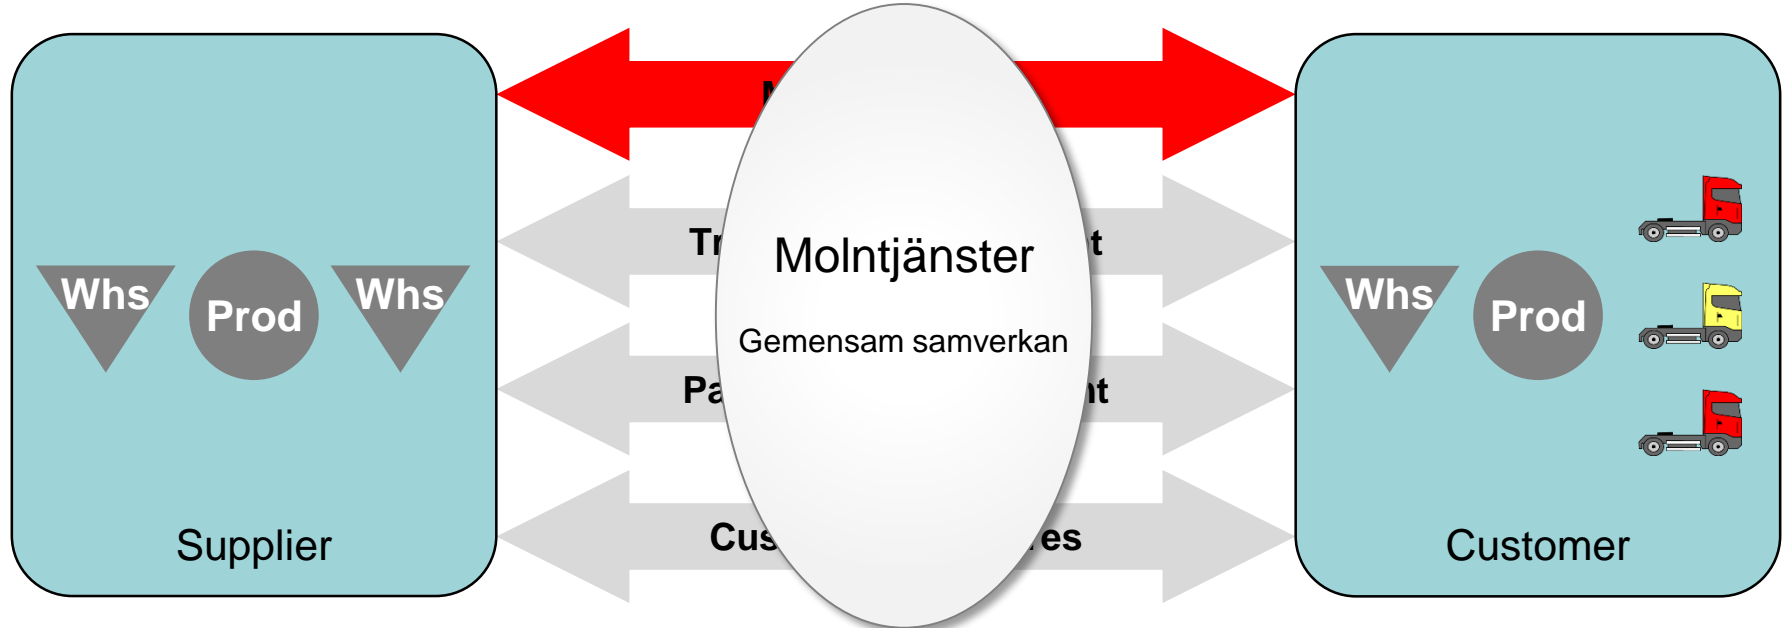 Whs
Prod
Whs
Supplier
Molntjänster
Gemensam samverkan
Whs
Prod
Customer